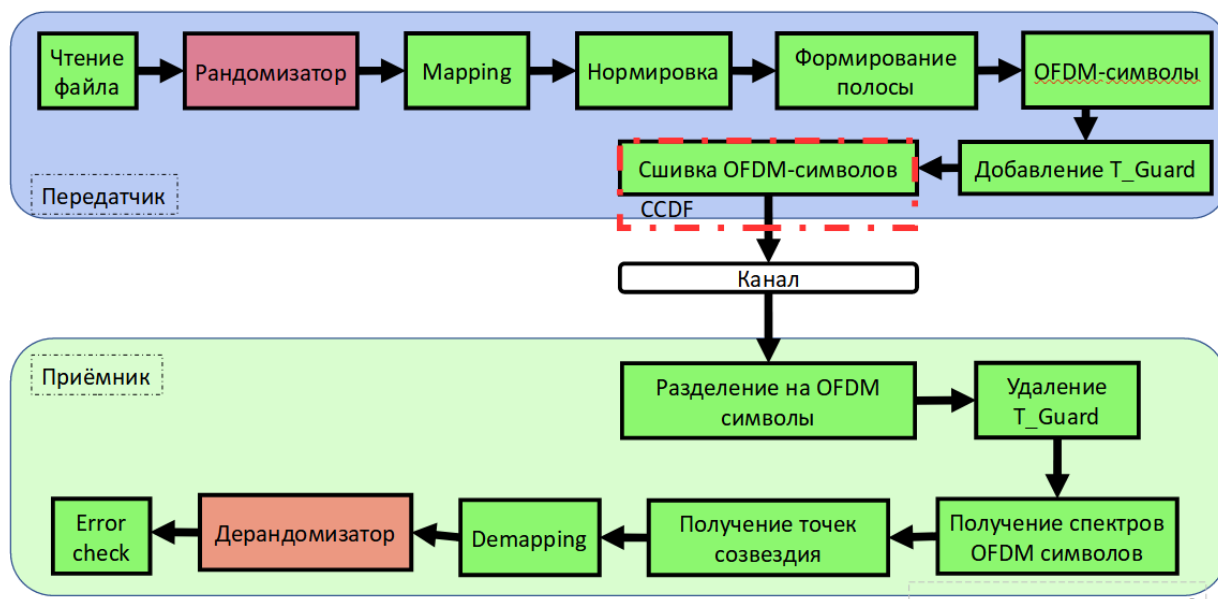 Чтение
файла
Рандомизатор
Mapping
Нормировка
Формирование
полосы
OFDM-символы
Добавление T_Guard
Сшивка OFDM-символов
CCDF
Передатчик
Канал
Приёмник
Разделение на OFDM
символы
Удаление
T_Guard
Получение спектров
OFDM символов
Получение точек
созвездия
Demapping
Дерандомизатор
Error
check